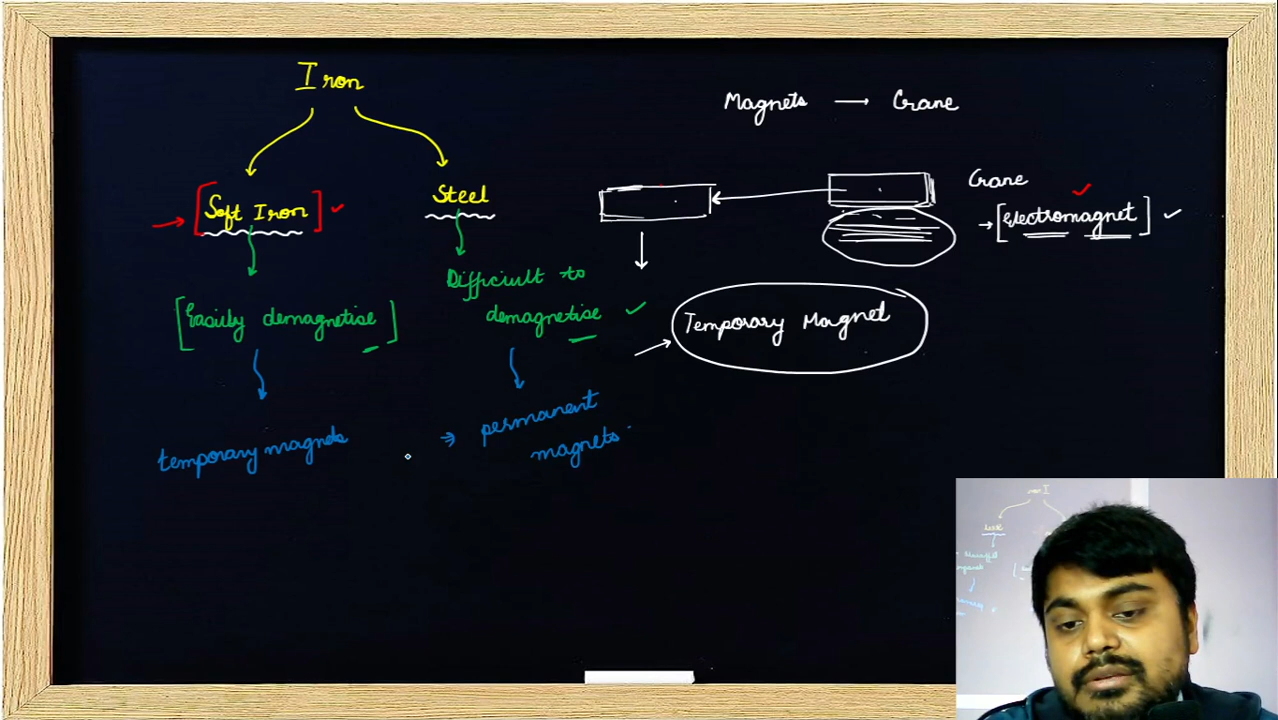 Iron
Soft Iron
Steel
Easily demagnetise
Difficult to
demagnetise
temporary magnets
permanent
magnets
Magnets → Crane
Crane
Electromagnet
Temporary Magnet